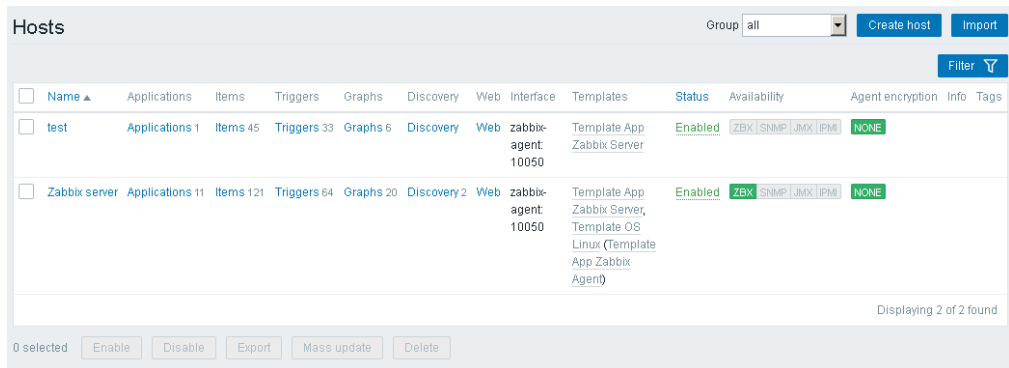 Hosts Group all Create host Import
Filter
Name Applications Items Triggers Graphs Discovery Web Interface Templates Status Availability Agent encryption Info Tags
test Applications 1 Items 45 Triggers 33 Graphs 6 Discovery Web zabbix- Template App Enabled ZBX SNMP JMX IPMI NONE
agent: Zabbix Server
10050
Zabbix server Applications 11 Items 121 Triggers 64 Graphs 20 Discovery 2 Web zabbix- Template App Enabled ZBX SNMP JMX IPMI NONE
agent: Zabbix Server,
10050 Template OS
Linux (Template
App Zabbix
Agent)
Displaying 2 of 2 found
0 selected Enable Disable Export Mass update Delete